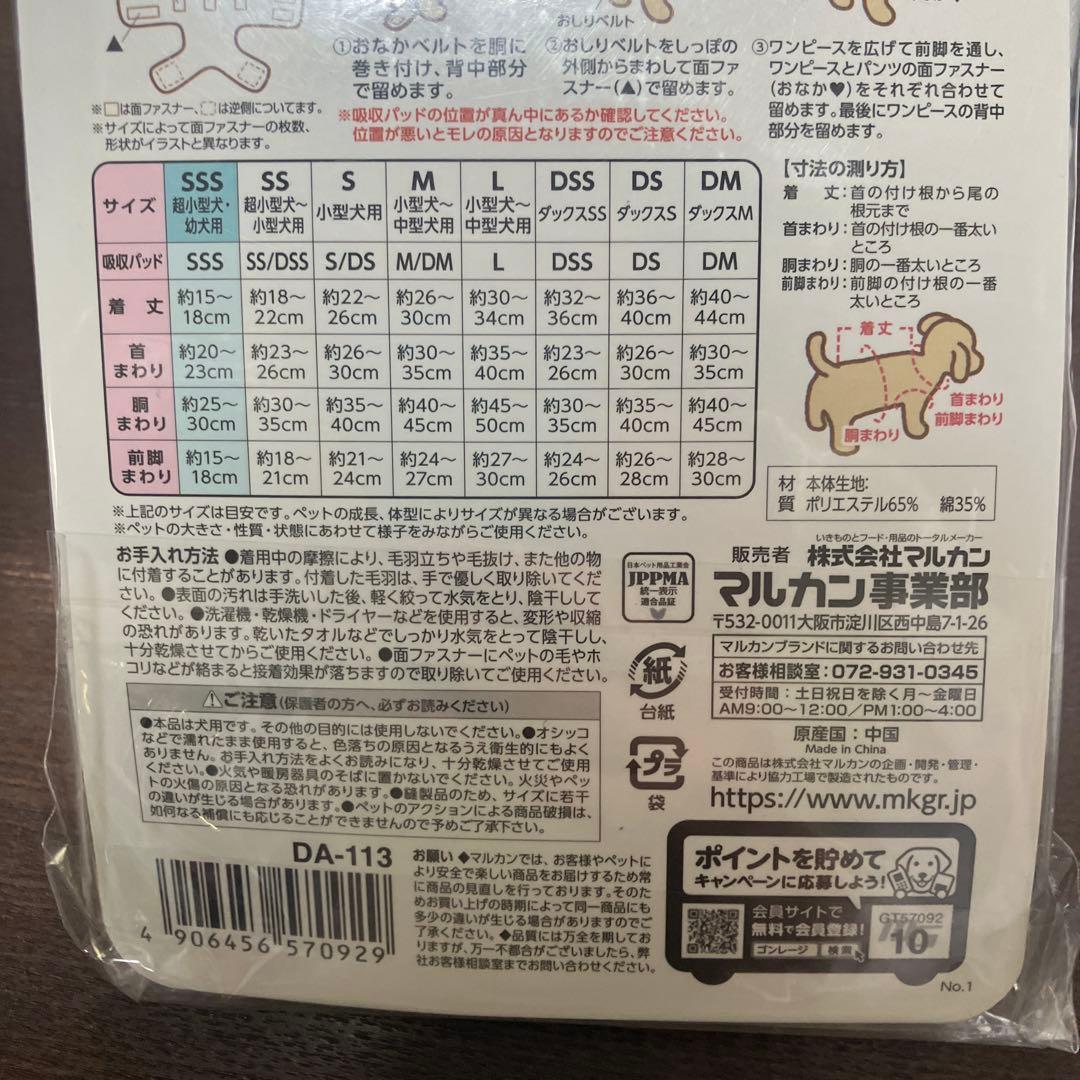 おしりベルト
▲
①おなかベルトを胴に
巻き付け、背中部分
で留めます。
②おしりベルトをしっぽの
外側からまわして面ファ
スナー(▲)で留めます。
※吸収パッドの位置が真ん中にあるか確認してください。
位置が悪いとモレの原因となりますのでご注意ください。
③ワンピースを広げて前脚を通し、
ワンピースとパンツの面ファスナー
(おなか♥)をそれぞれ合わせて
留めます。最後にワンピースの背中
部分を留めます。
※□は面ファスナー、□は逆側についてます。
※サイズによって面ファスナーの枚数、
形状がイラストと異なります。
サイズ SSS 超小型犬・幼犬用 SS 超小型犬〜小型犬用 S 小型犬用 M 小型犬〜中型犬用 L 小型犬〜中型犬用 DSS ダックスSS DS ダックスS DM ダックスM
吸収パッド SSS SS/DSS S/DS M/DM L DSS DS DM
着丈 約15〜18cm 約18〜22cm 約22〜26cm 約26〜30cm 約30〜34cm 約32〜36cm 約36〜40cm 約40〜44cm
首まわり 約20〜23cm 約23〜26cm 約26〜30cm 約30〜35cm 約35〜40cm 約23〜26cm 約26〜30cm 約30〜35cm
胴まわり 約25〜30cm 約30〜35cm 約35〜40cm 約40〜45cm 約45〜50cm 約30〜35cm 約35〜40cm 約40〜45cm
前脚まわり 約15〜18cm 約18〜21cm 約21〜24cm 約24〜27cm 約27〜30cm 約24〜26cm 約26〜28cm 約28〜30cm
※上記のサイズは目安です。ペットの成長、体型によりサイズが異なる場合がございます。
※ペットの大きさ・性質・状態にあわせて様子をみながらご使用ください。
【寸法の測り方】
着 丈:首の付け根から尾の
根元まで
首まわり:首の付け根の一番太い
ところ
胴まわり:胴の一番太いところ
前脚まわり:前脚の付け根の一番
太いところ
着丈
首まわり
前脚まわり
胴まわり
材質 本体生地:
ポリエステル65% 綿35%
お手入れ方法 ●着用中の摩擦により、毛羽立ちや毛抜け、また他の物
に付着することがあります。付着した毛羽は、手で優しく取り除いてくだ
さい。●表面の汚れは手洗いした後、軽く絞って水気をとり、陰干しして
ください。●洗濯機・乾燥機・ドライヤーなどを使用すると、変形や収縮
の恐れがあります。乾いたタオルなどでしっかり水気をとって陰干しし、
十分乾燥させてからご使用ください。●面ファスナーにペットの毛やホ
コリなどが絡まると接着効果が落ちますので取り除いてご使用ください。
⚠ご注意(保護者の方へ、必ずお読みください)
●本品は犬用です。その他の目的には使用しないでください。●オシッコ
などで濡れたまま使用すると、色落ちの原因となるうえ衛生的にもよく
ありません。お手入れ方法をよくお読みになり、十分乾燥させてご使用
ください。●火気や暖房器具のそばに置かないでください。火災やペッ
トの火傷の原因となる恐れがあります。●縫製品のため、サイズに若干
の違いが生じる場合があります。●ペットのアクションによる商品破損は、
如何なる補償にも応じることができませんので予めご了承下さい。
日本ペット用品工業会
JPPMA
統一表示
適合品証
紙
台紙
プラ
袋
いきものとフード・用品のトータルメーカー
販売者 株式会社マルカン
マルカン事業部
〒532-0011大阪市淀川区西中島7-1-26
マルカンブランドに関するお問い合わせ先
お客様相談室:072-931-0345
受付時間:土日祝日を除く月〜金曜日
AM9:00〜12:00/PM1:00〜4:00
原産国:中国
Made in China
この商品は株式会社マルカンの企画・開発・管理・
基準により協力工場で製造されたものです。
https://www.mkgr.jp
DA-113
4 906456 570929
お願い ◆マルカンでは、お客様やペットに
より安全で楽しい商品をお届けするため常
に商品の見直しを行っております。そのた
めお買い上げの時期によって同一商品にも
多少の違いが生じる場合がありますのでご
了承ください。◆品質には万全を期してお
りますが、万一不都合がございましたら、弊
社お客様相談室までお問い合わせください。
ポイントを貯めて
キャンペーンに応募しよう!
会員サイトで
無料で会員登録!
ゴンレージ 検索
GT57092
10
No.1